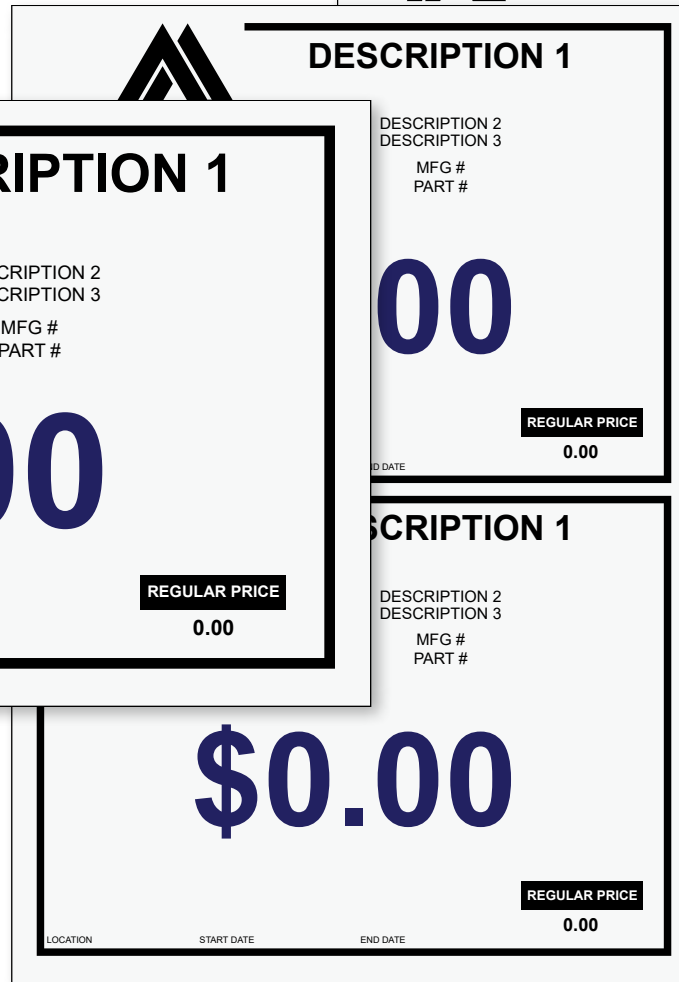 DESCRIPTION 1
DESCRIPTION 2
DESCRIPTION 3
MFG #
PART #
00
REGULAR PRICE
0.00
ND DATE
RIPTION 1
CRIPTION 2
CRIPTION 3
MFG #
PART #
00
REGULAR PRICE
0.00
SCRIPTION 1
DESCRIPTION 2
DESCRIPTION 3
MFG #
PART #
$0.00
REGULAR PRICE
0.00
LOCATION START DATE END DATE